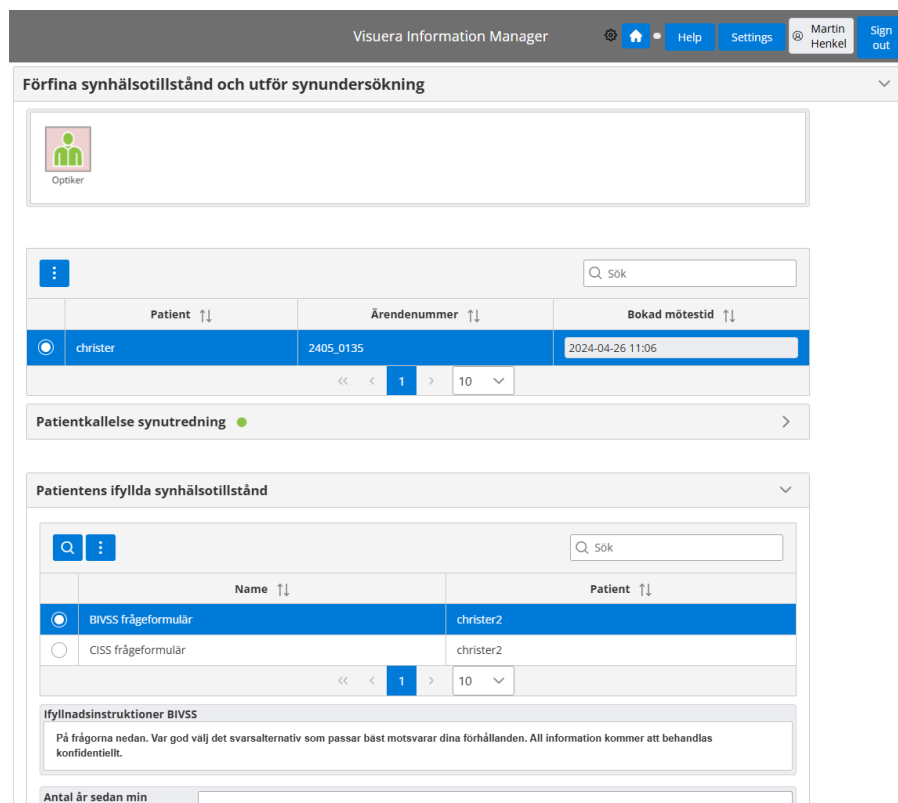 Visuera Information Manager
Help
Settings
Martin
Henkel
Sign
out
Förfina synhälsotillstånd och utför synundersökning
Optiker
Sök
Patient
Ärendenummer
Bokad mötestid
christer
2405_0135
2024-04-26 11:06
1
10
Patientkallelse synutredning
Patientens ifyllda synhälsotillstånd
Sök
Name
Patient
BIVSS frågeformulär
christer2
CISS frågeformulär
christer2
1
10
Ifyllnadsinstruktioner BIVSS
På frågorna nedan. Var god välj det svarsalternativ som passar bäst motsvarar dina förhållanden. All information kommer att behandlas
konfidentiellt.
Antal år sedan min